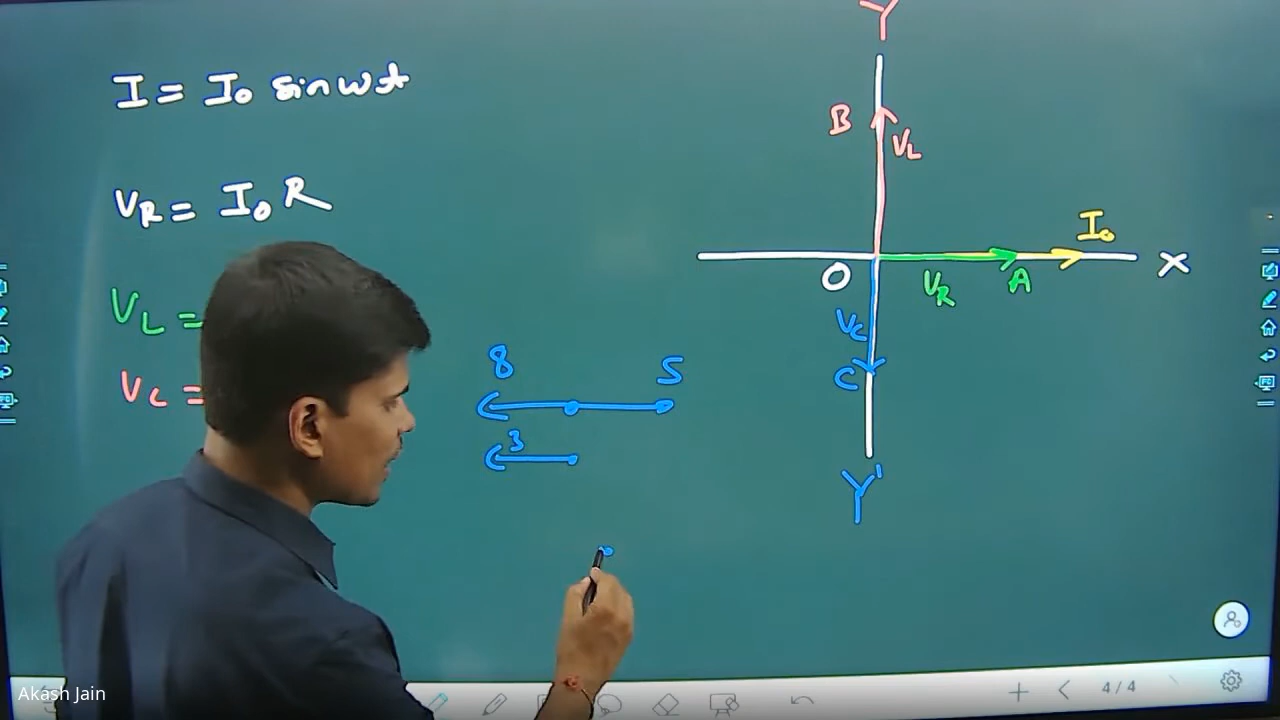 I = I₀ sin ωt
V_R = I₀ R
V_L =
V_C =
8 5
3
Y
B
V_L
I₀
O V_R A X
V_C
C
Y'
4/4
Akash Jain